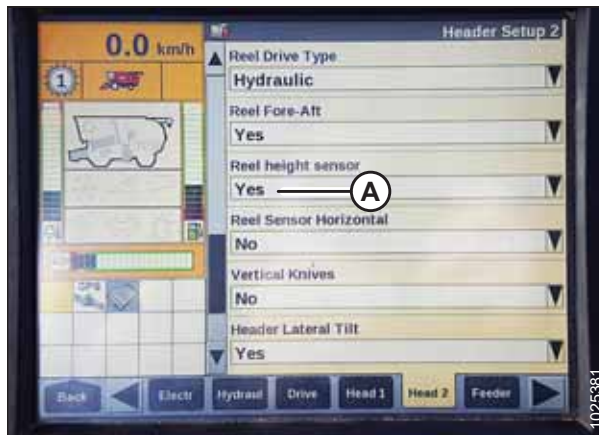 0.0 km/h
Header Setup 2
1
Reel Drive Type
Hydraulic
Reel Fore-Aft
Yes
Reel height sensor
Yes
A
Reel Sensor Horizontal
No
Vertical Knives
No
GPS
Header Lateral Tilt
Yes
Back
Electr
Hydraul
Drive
Head 1
Head 2
Feeder
1025381